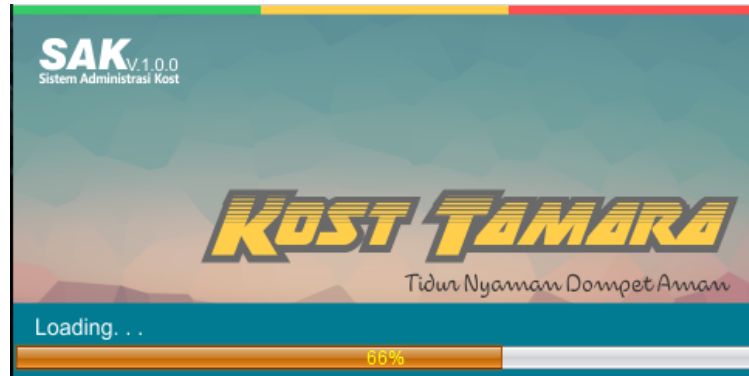 SAK V.1.0.0
Sistem Administrasi Kost
KOST TAMARA
Tidur Nyaman Dompet Aman
Loading. . .
66%